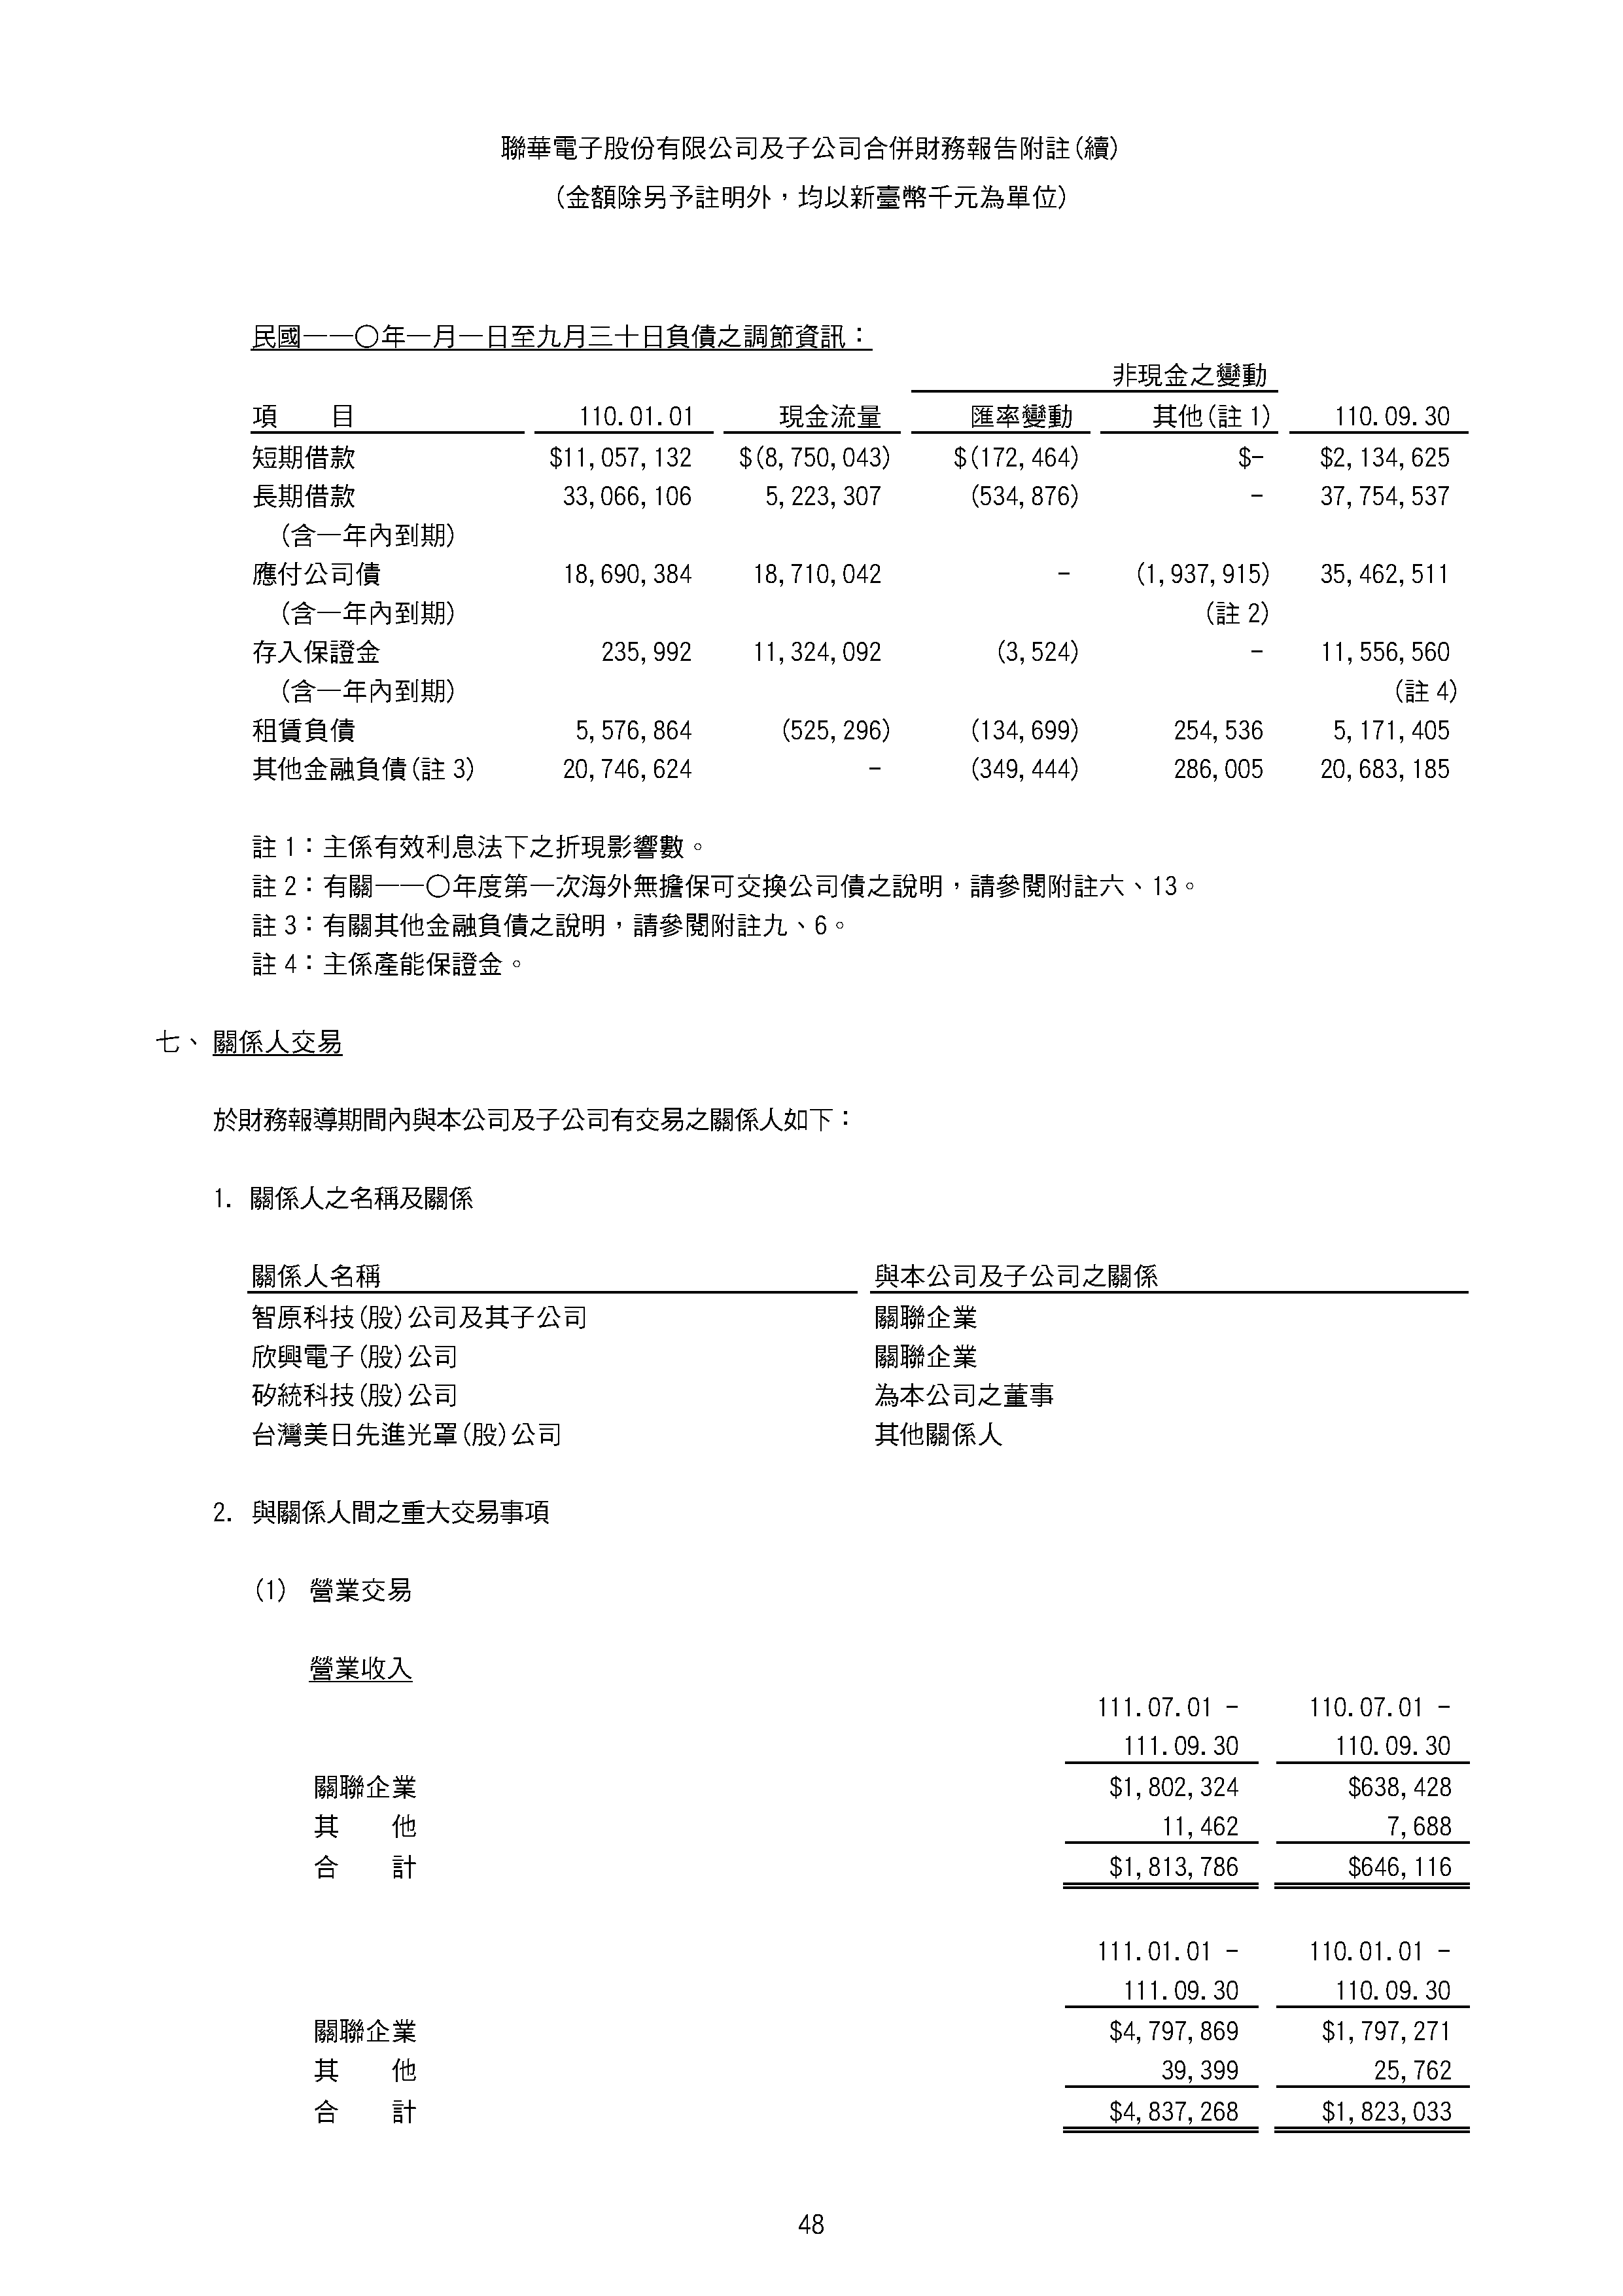 聯華電子股份有限公司及子公司合併財務報告附註(續)
(金額除另予註明外，均以新臺幣千元為單位)
民國一一〇年一月一日至九月三十日負債之調節資訊：
非現金之變動
項 目 110.01.01 現金流量 匯率變動 其他(註1) 110.09.30
短期借款 $11,057,132 $(8,750,043) $(172,464) $- $2,134,625
長期借款 33,066,106 5,223,307 (534,876) - 37,754,537
(含一年內到期)
應付公司債 18,690,384 18,710,042 - (1,937,915) 35,462,511
(含一年內到期) (註2)
存入保證金 235,992 11,324,092 (3,524) - 11,556,560
(含一年內到期) (註4)
租賃負債 5,576,864 (525,296) (134,699) 254,536 5,171,405
其他金融負債(註3) 20,746,624 - (349,444) 286,005 20,683,185
註1：主係有效利息法下之折現影響數。
註2：有關一一〇年度第一次海外無擔保可交換公司債之說明，請參閱附註六、13。
註3：有關其他金融負債之說明，請參閱附註九、6。
註4：主係產能保證金。
七、關係人交易
於財務報導期間內與本公司及子公司有交易之關係人如下：
1. 關係人之名稱及關係
關係人名稱 與本公司及子公司之關係
智原科技(股)公司及其子公司 關聯企業
欣興電子(股)公司 關聯企業
矽統科技(股)公司 為本公司之董事
台灣美日先進光罩(股)公司 其他關係人
2. 與關係人間之重大交易事項
(1) 營業交易
營業收入
111.07.01 - 110.07.01 -
111.09.30 110.09.30
關聯企業 $1,802,324 $638,428
其 他 11,462 7,688
合 計 $1,813,786 $646,116
111.01.01 - 110.01.01 -
111.09.30 110.09.30
關聯企業 $4,797,869 $1,797,271
其 他 39,399 25,762
合 計 $4,837,268 $1,823,033
48